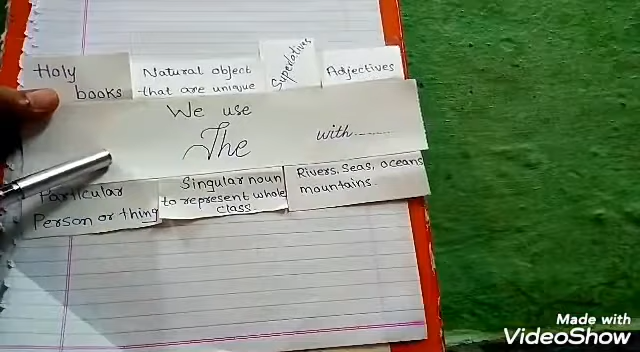 Holy
books
Natural object
that are unique
Superlatives
Adjectives
We use
The with........
Particular
Person or thing
Singular noun
to represent whole
class.
Rivers, Seas, oceans
mountains.
Made with
VideoShow